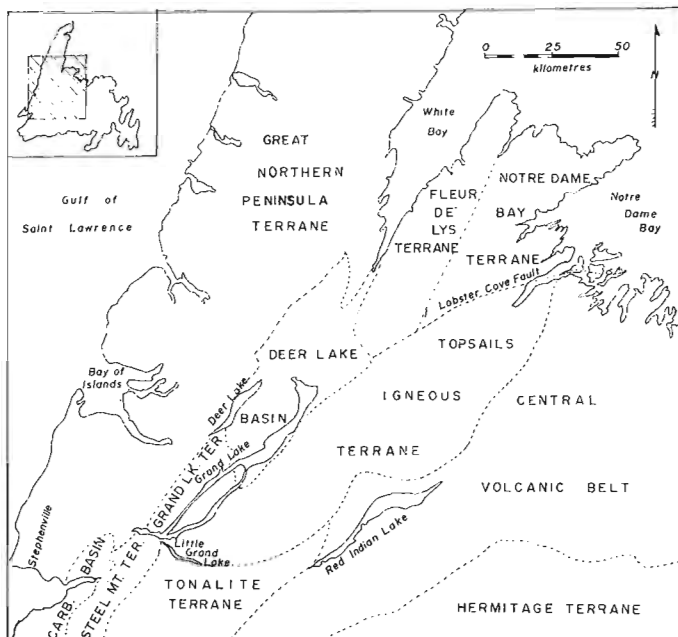 0 25 50
kilometres
N
White
Bay
GREAT
NORTHERN
PENINSULA
TERRANE
Gulf of
Saint Lawrence
FLEUR
DE
LYS
TERRANE
NOTRE DAME
BAY
TERRANE
Notre
Dame
Bay
Lobster Cove Fault
DEER LAKE
BASIN
TOPSAILS
IGNEOUS
TERRANE
CENTRAL
VOLCANIC BELT
Bay of
Islands
Deer Lake
GRAND LK. TER.
Grand Lake
Stephenville
CARB. BASIN
STEEL MT. TER.
Little
Grand
Lake
Red Indian Lake
TONALITE
TERRANE
HERMITAGE TERRANE